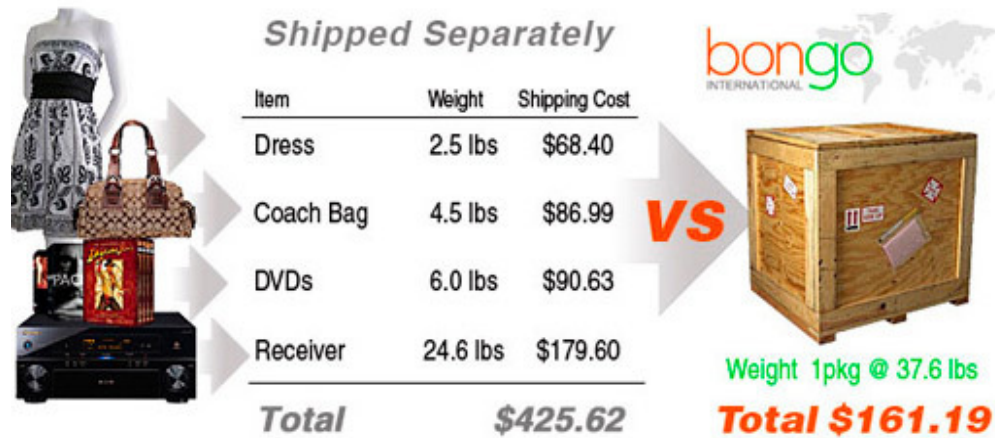 Shipped Separately
Item Weight Shipping Cost
Dress 2.5 lbs $68.40
Coach Bag 4.5 lbs $86.99
DVDs 6.0 lbs $90.63
Receiver 24.6 lbs $179.60
Total $425.62
VS
bongo
INTERNATIONAL
Weight 1pkg @ 37.6 lbs
Total $161.19